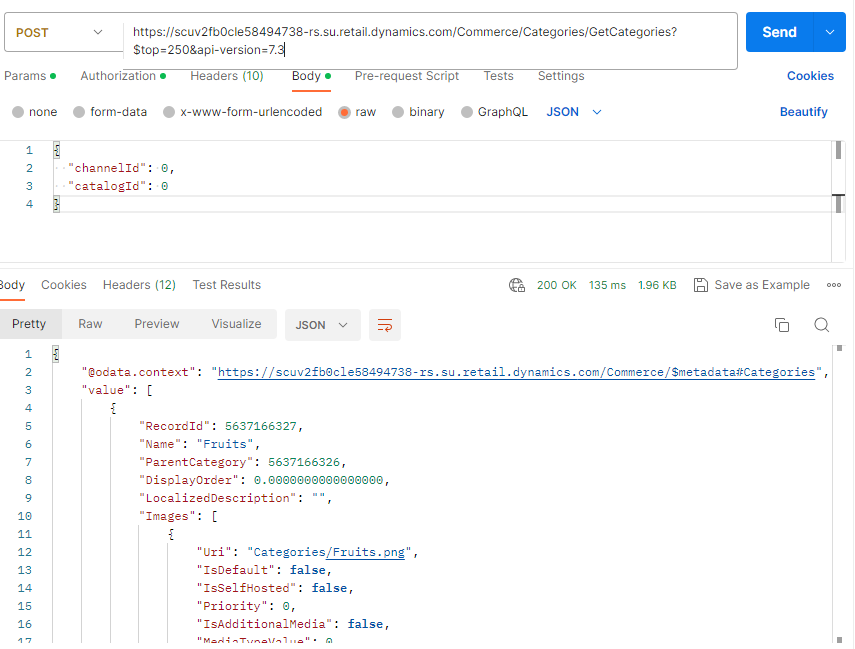 POST
https://scuv2fb0cle58494738-rs.su.retail.dynamics.com/Commerce/Categories/GetCategories?
$top=250&api-version=7.3
Send
Params Authorization Headers (10) Body Pre-request Script Tests Settings Cookies
none form-data x-www-form-urlencoded raw binary GraphQL JSON Beautify
1 {
2 "channelId": 0,
3 "catalogId": 0
4 }
Body Cookies Headers (12) Test Results 200 OK 135 ms 1.96 KB Save as Example
Pretty Raw Preview Visualize JSON
1 {
2 "@odata.context": "https://scuv2fb0cle58494738-rs.su.retail.dynamics.com/Commerce/$metadata#Categories",
3 "value": [
4 {
5 "RecordId": 5637166327,
6 "Name": "Fruits",
7 "ParentCategory": 5637166326,
8 "DisplayOrder": 0.0000000000000000,
9 "LocalizedDescription": "",
10 "Images": [
11 {
12 "Uri": "Categories/Fruits.png",
13 "IsDefault": false,
14 "IsSelfHosted": false,
15 "Priority": 0,
16 "IsAdditionalMedia": false,
17 "MediaTypeValue": 0